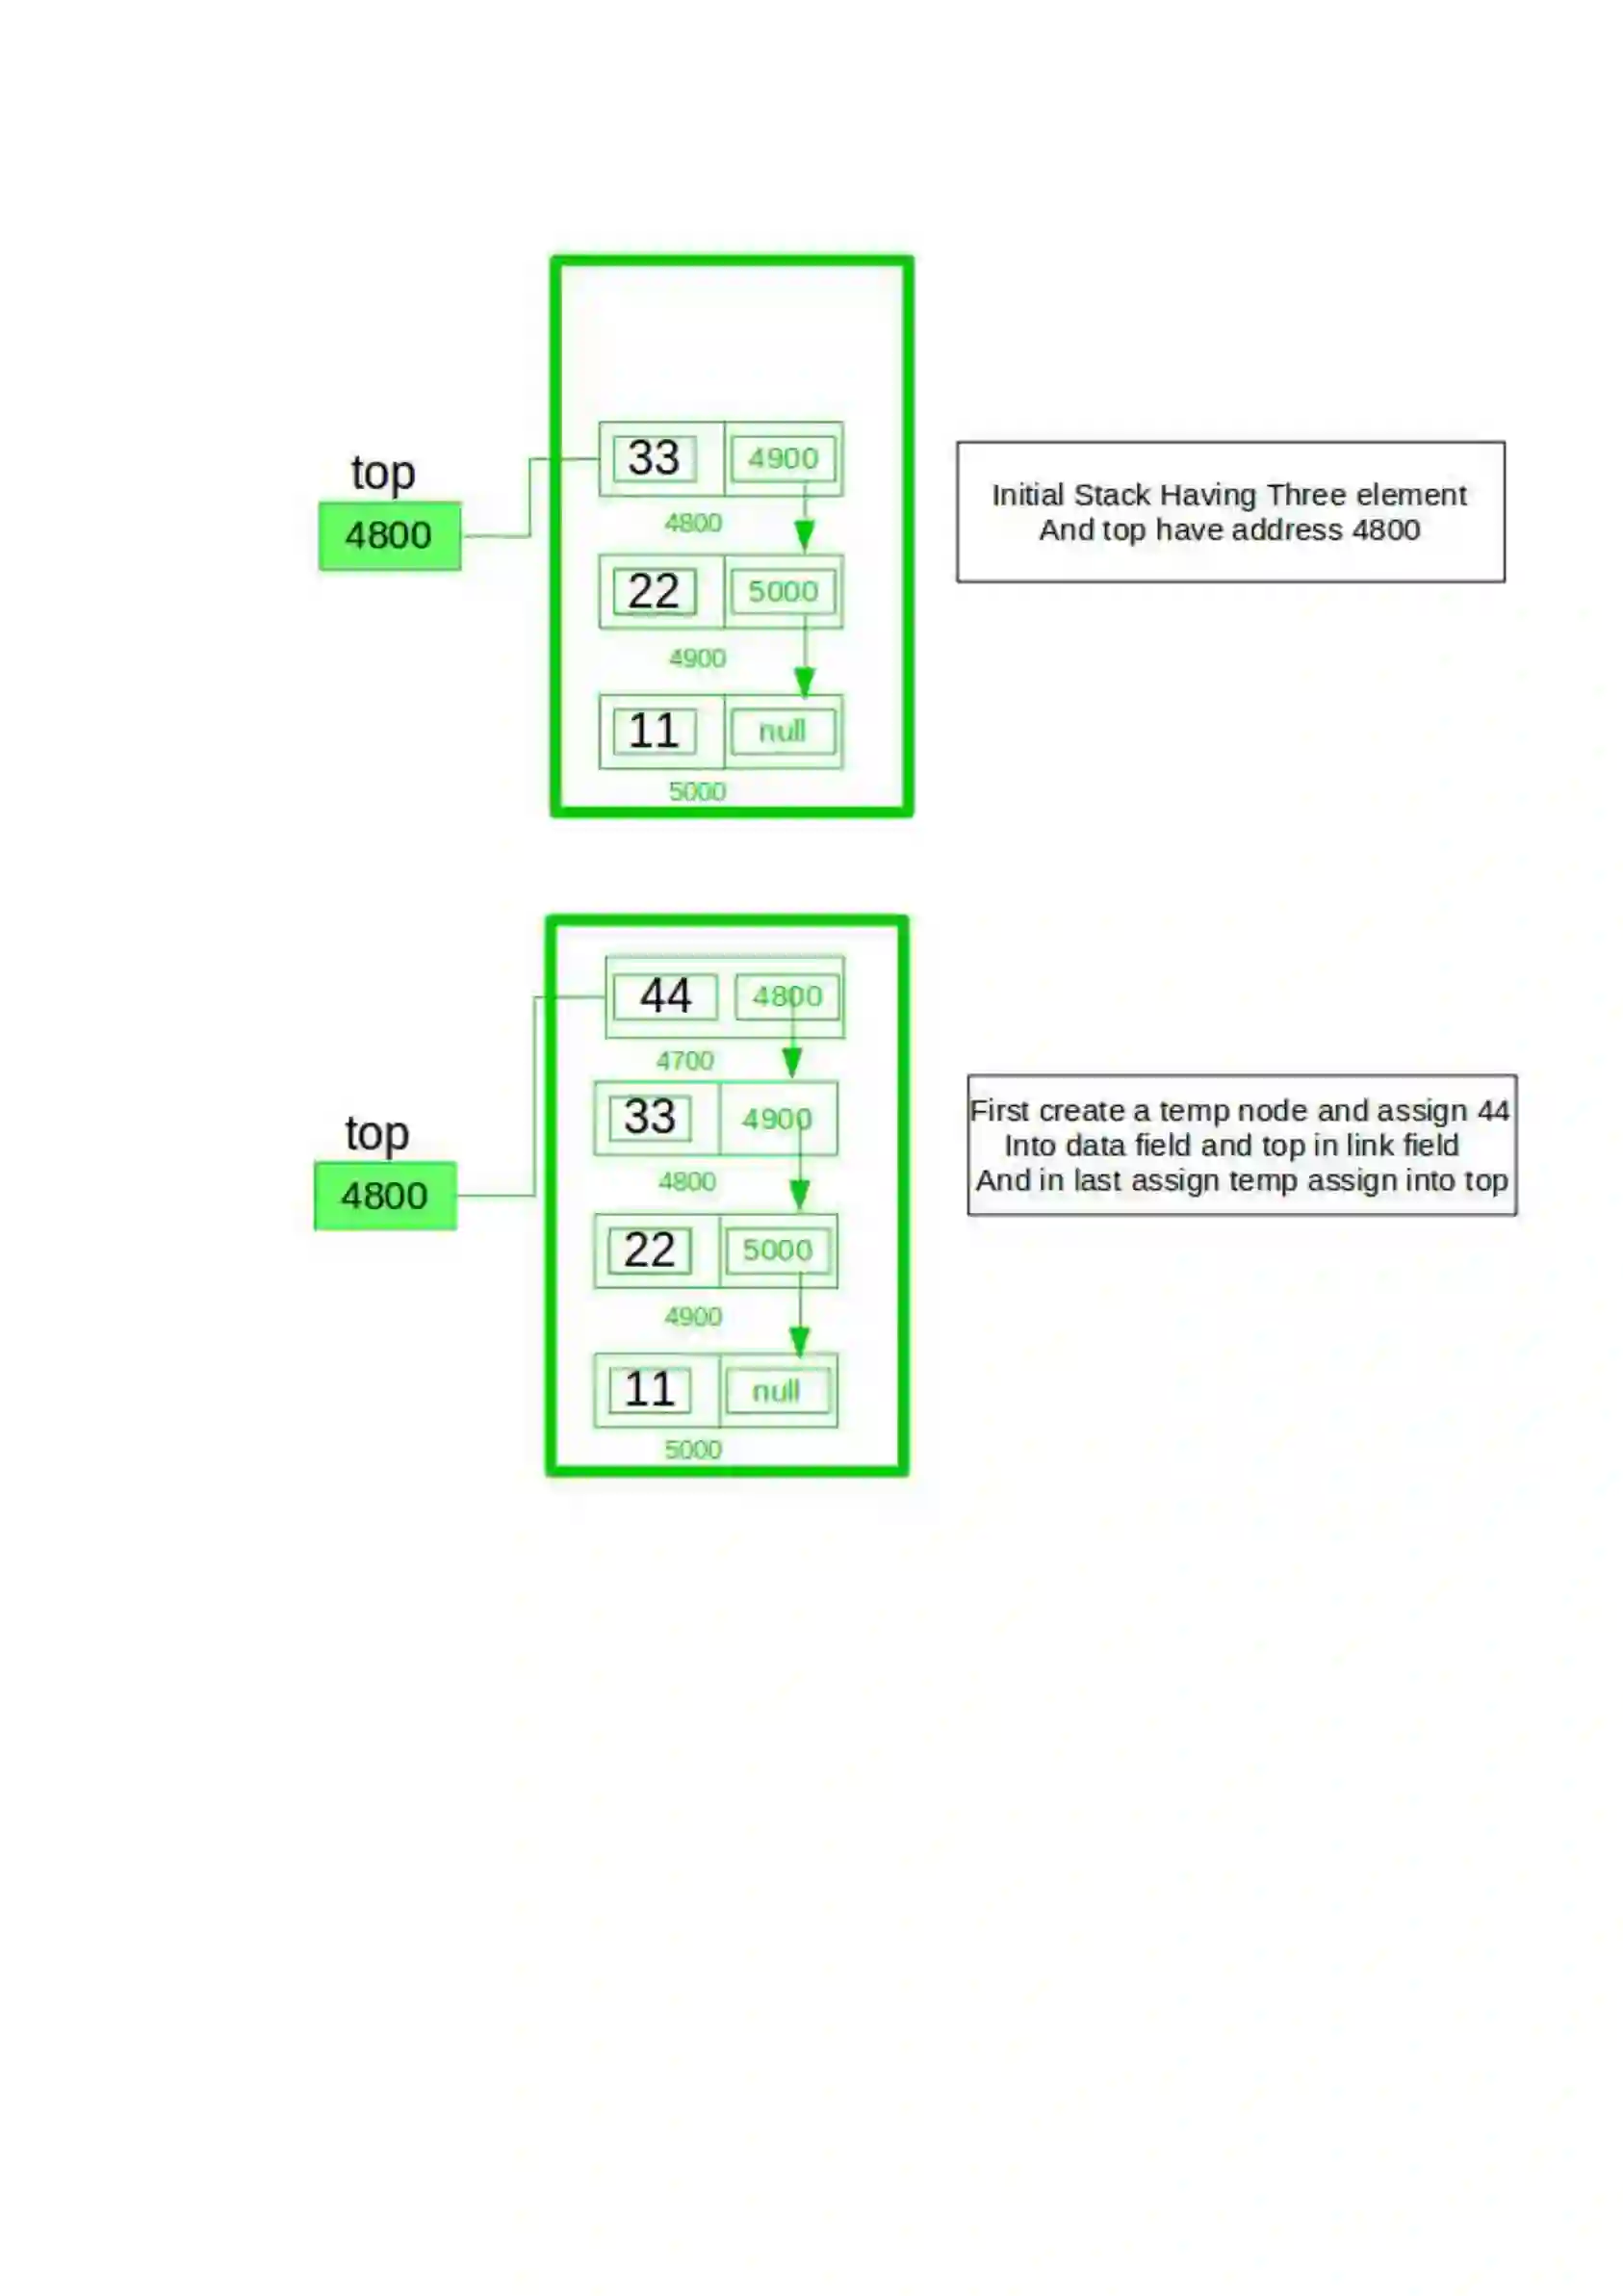 top
4800
33 4900
4800
22 5000
4900
11 null
5000
Initial Stack Having Three element
And top have address 4800
top
4800
44 4800
4700
33 4900
4800
22 5000
4900
11 null
5000
First create a temp node and assign 44
Into data field and top in link field
And in last assign temp assign into top